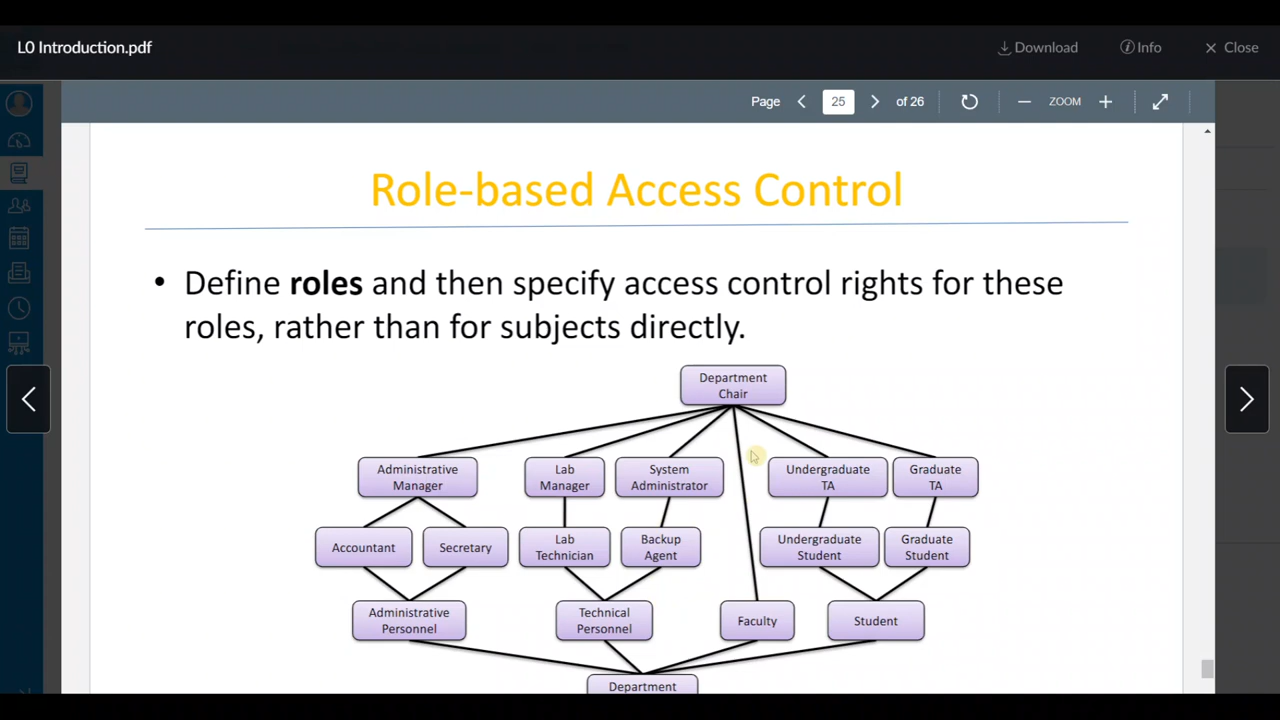 L0 Introduction.pdf
Download
Info
Close
Page
25
of 26
ZOOM
Role-based Access Control
• Define roles and then specify access control rights for these
roles, rather than for subjects directly.
Department
Chair
Administrative
Manager
Lab
Manager
System
Administrator
Undergraduate
TA
Graduate
TA
Accountant
Secretary
Lab
Technician
Backup
Agent
Undergraduate
Student
Graduate
Student
Administrative
Personnel
Technical
Personnel
Faculty
Student
Department